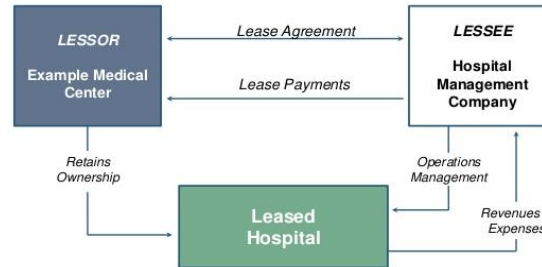 LESSOR
Example Medical
Center
Lease Agreement
Lease Payments
LESSEE
Hospital
Management
Company
Retains
Ownership
Operations
Management
Leased
Hospital
Revenues
Expenses